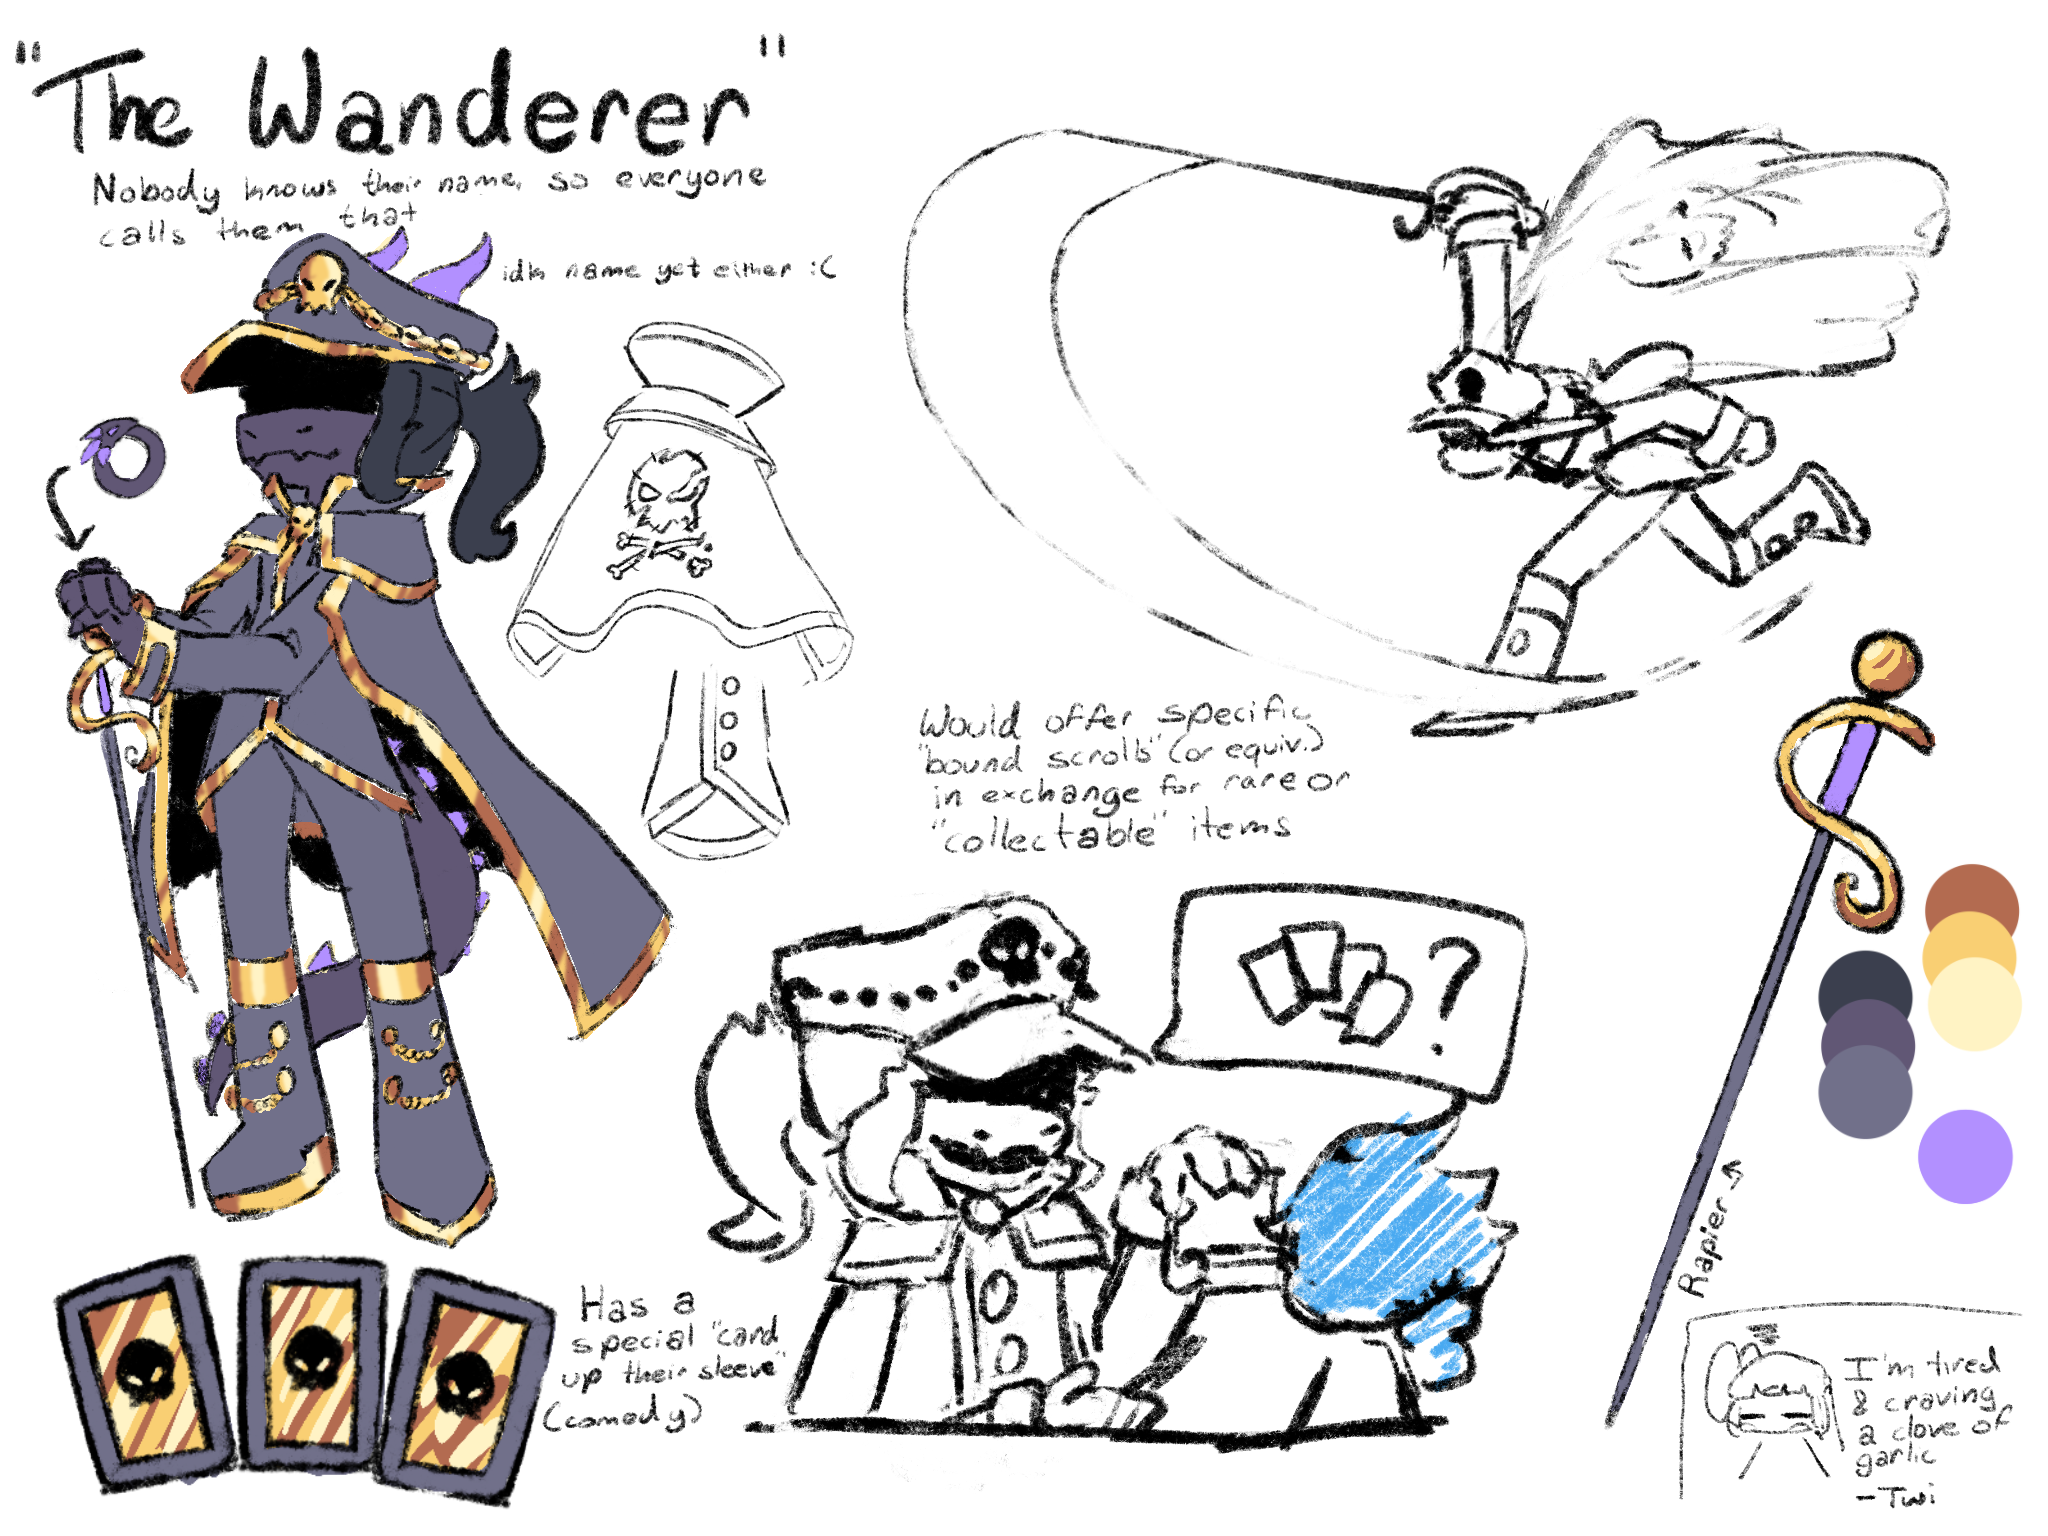 "The Wanderer"
Nobody knows their name, so everyone
calls them that
idk name yet either :C
Would offer specific
"bound scrolls" (or equiv.)
in exchange for rare or
"collectable" items
?
Rapier →
Has a
special "card
up their sleeve"
(comedy)
I'm tired
& craving
a clove of
garlic
-Twi